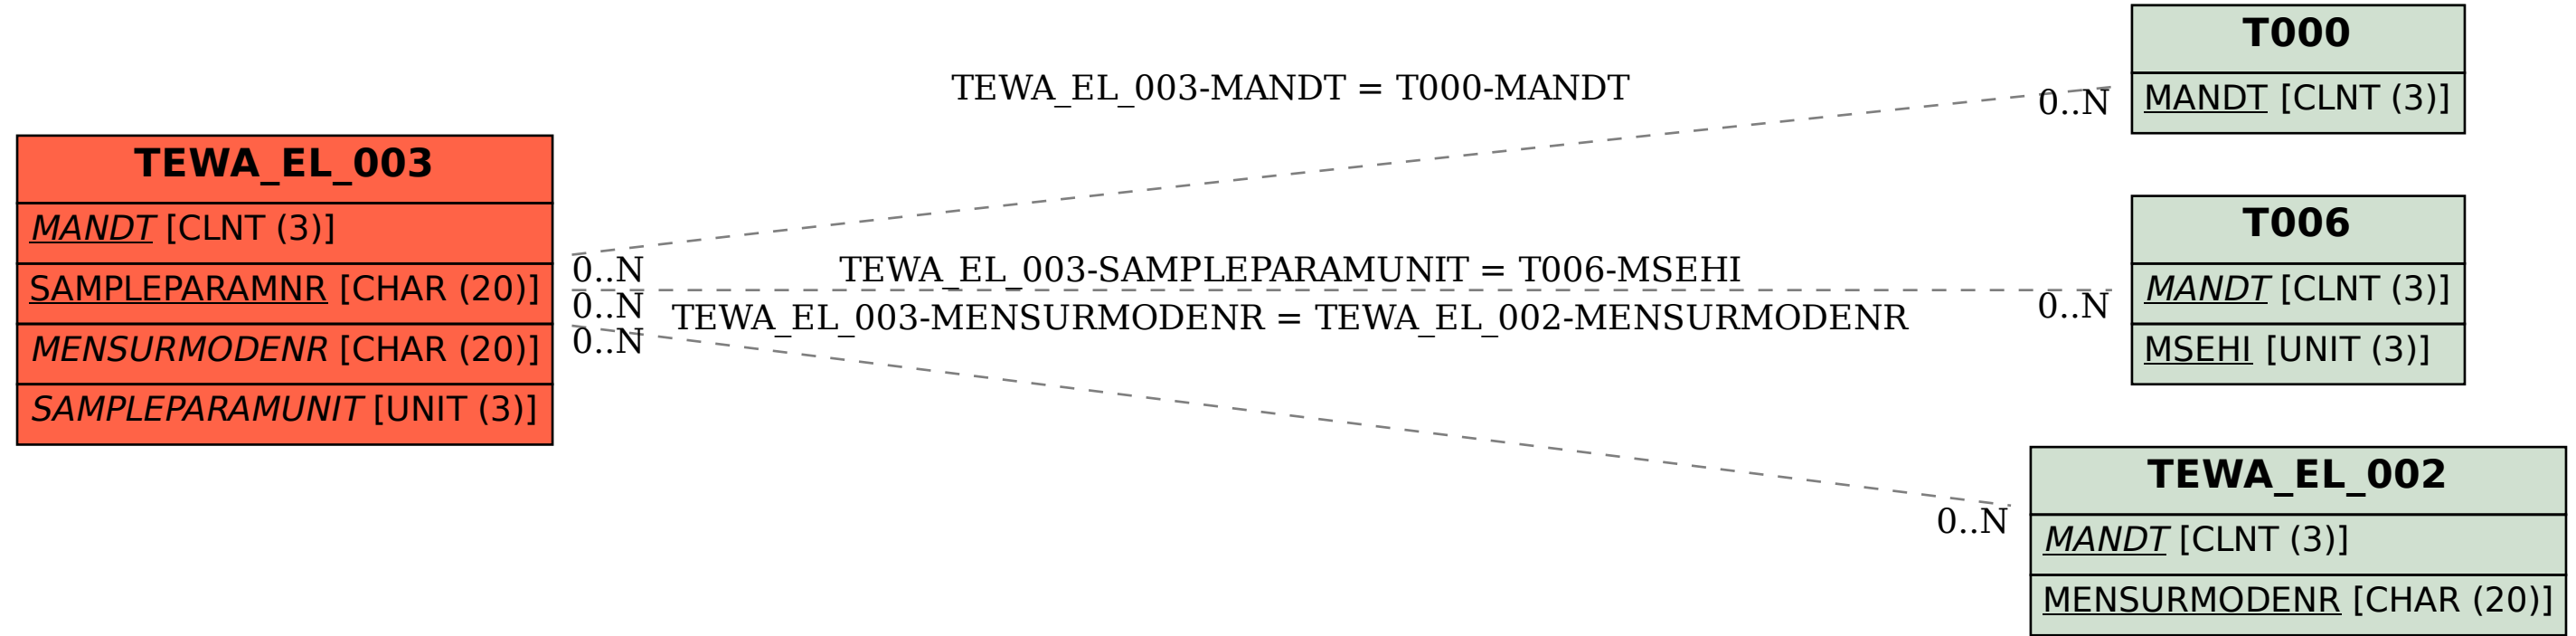 TEWA_EL_003
MANDT [CLNT (3)]
SAMPLEPARAMNR [CHAR (20)]
MENSURMODENR [CHAR (20)]
SAMPLEPARAMUNIT [UNIT (3)]
TEWA_EL_003-MANDT = T000-MANDT
0..N
0..N
TEWA_EL_003-SAMPLEPARAMUNIT = T006-MSEHI
0..N
0..N
TEWA_EL_003-MENSURMODENR = TEWA_EL_002-MENSURMODENR
0..N
0..N
T000
MANDT [CLNT (3)]
T006
MANDT [CLNT (3)]
MSEHI [UNIT (3)]
TEWA_EL_002
MANDT [CLNT (3)]
MENSURMODENR [CHAR (20)]